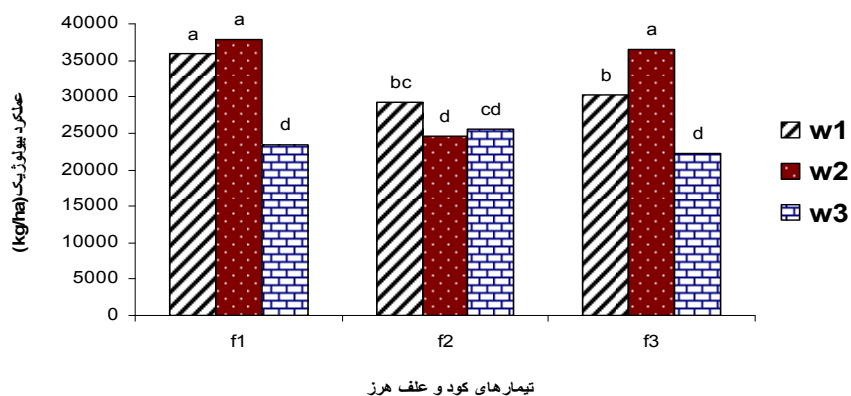 40000
35000
30000
25000
20000
15000
10000
5000
0
عملکرد بیولوژیک(kg/ha)
a
a
d
bc
d
cd
b
a
d
f1
f2
f3
تیمارهای کود و علف هرز
w1
w2
w3